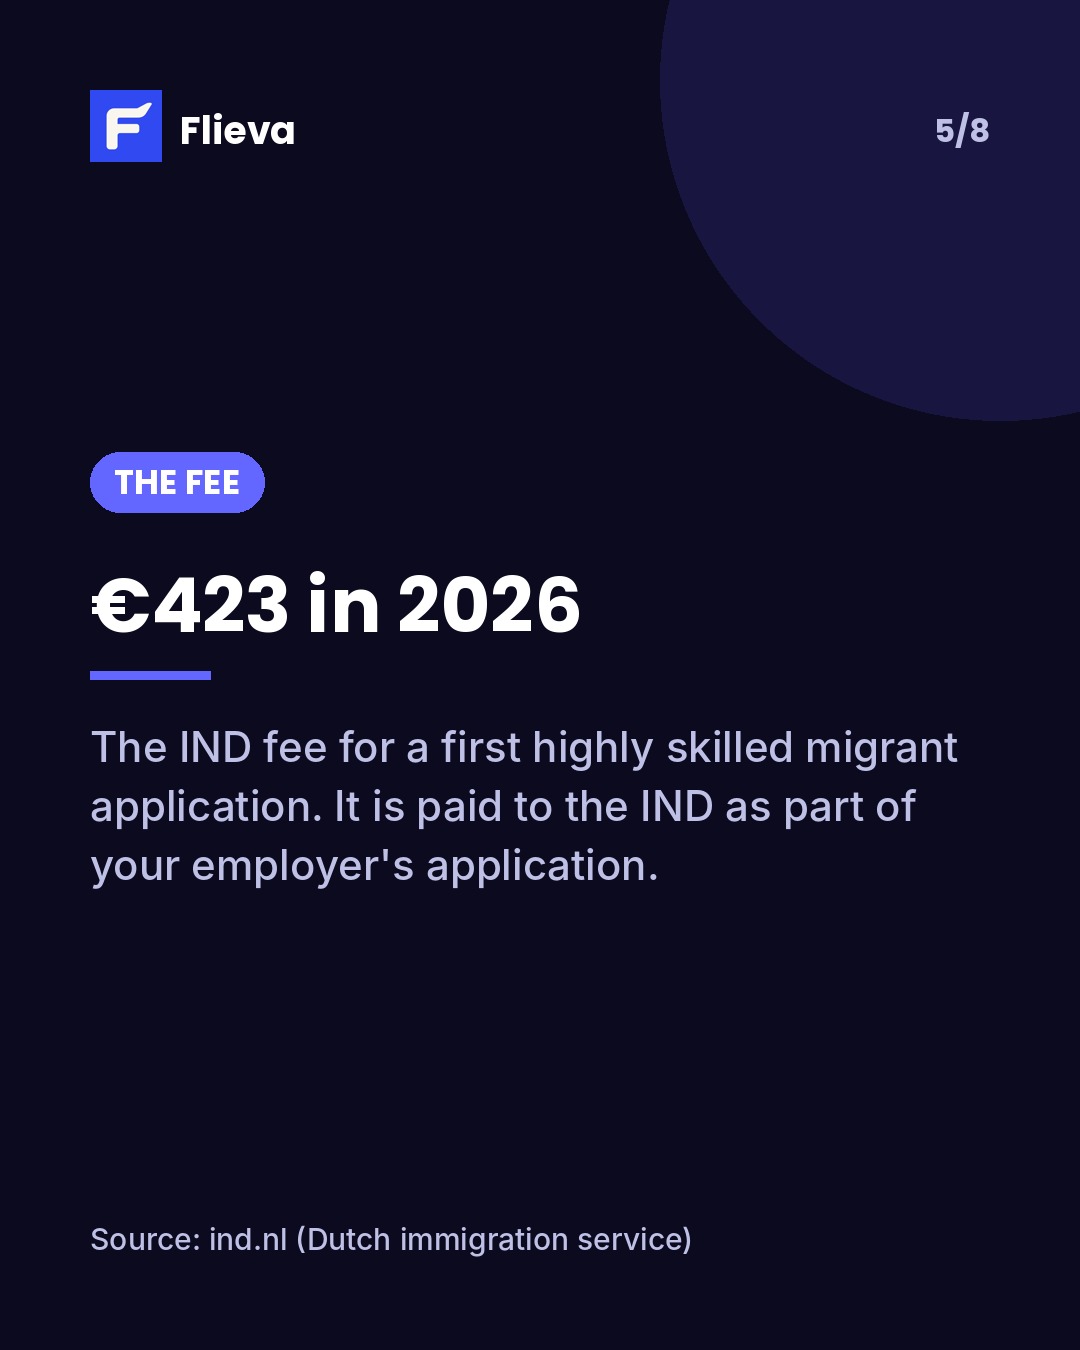 Flieva
5/8
THE FEE
€423 in 2026
The IND fee for a first highly skilled migrant
application. It is paid to the IND as part of
your employer's application.
Source: ind.nl (Dutch immigration service)